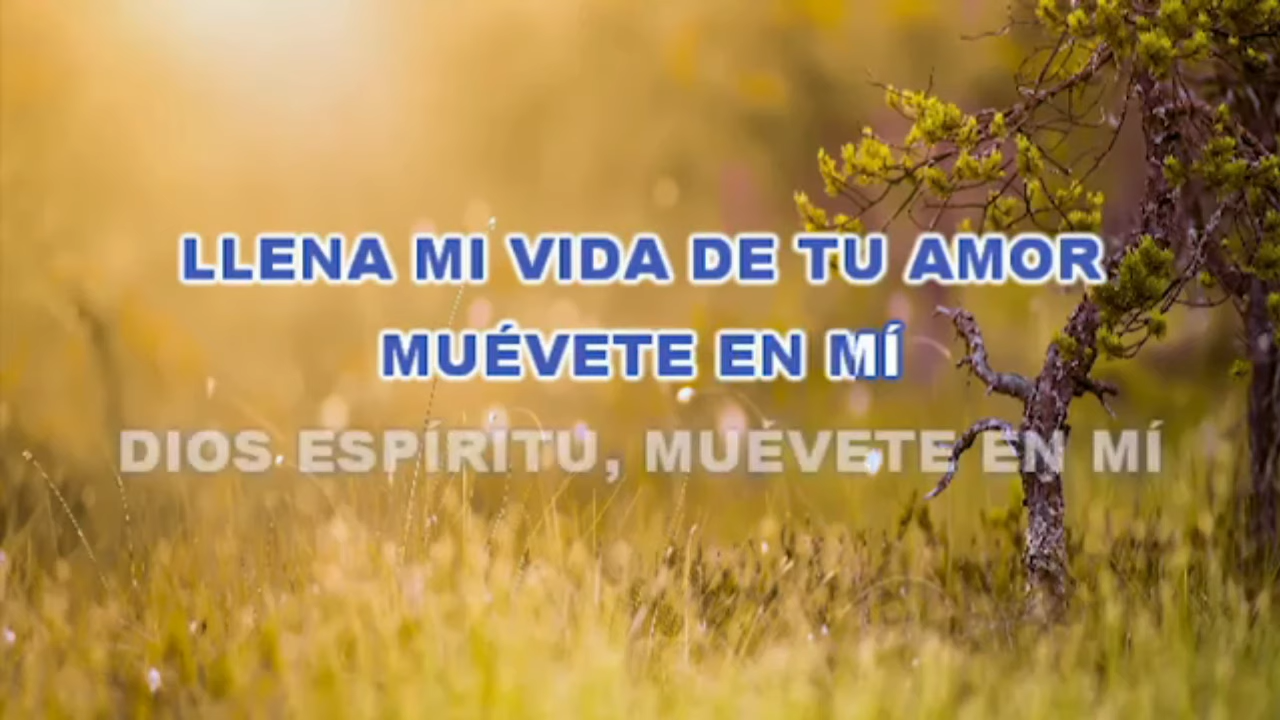 LLENA MI VIDA DE TU AMOR
MUÉVETE EN MÍ
DIOS ESPÍRITU, MUÉVETE EN MÍ